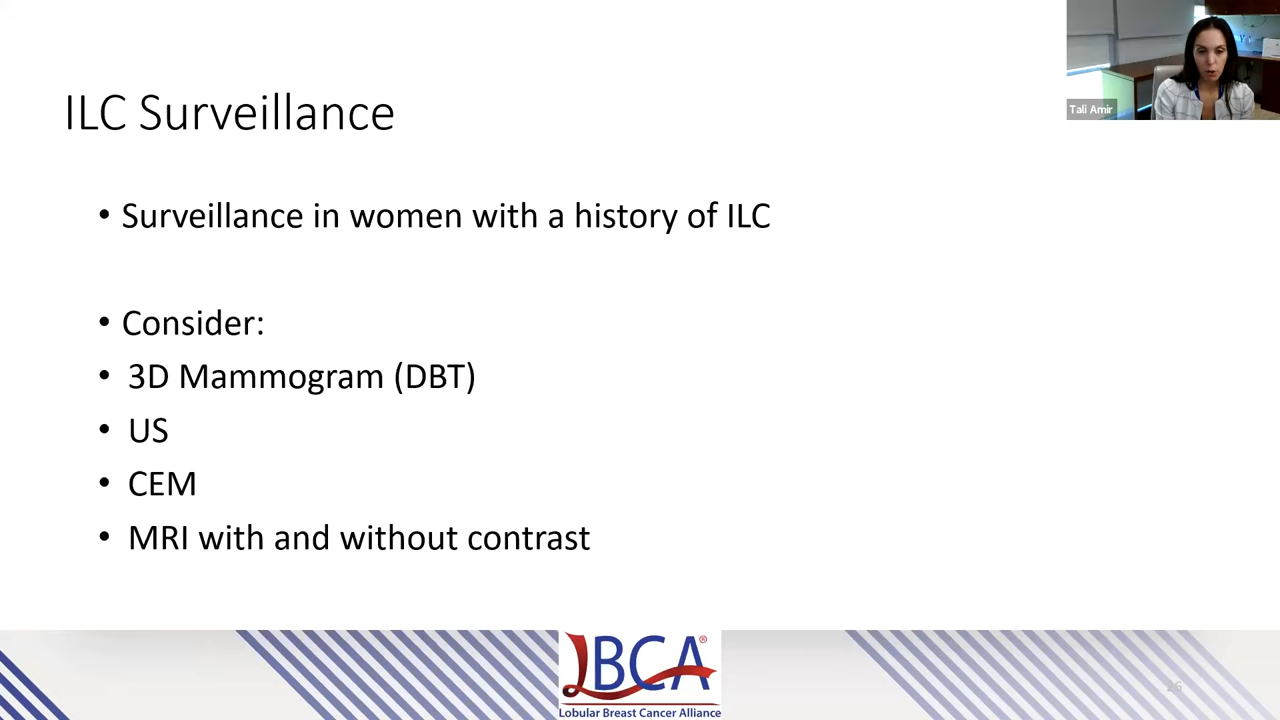 Tali Amir
ILC Surveillance
• Surveillance in women with a history of ILC
• Consider:
• 3D Mammogram (DBT)
• US
• CEM
• MRI with and without contrast
LBCA®
Lobular Breast Cancer Alliance
26